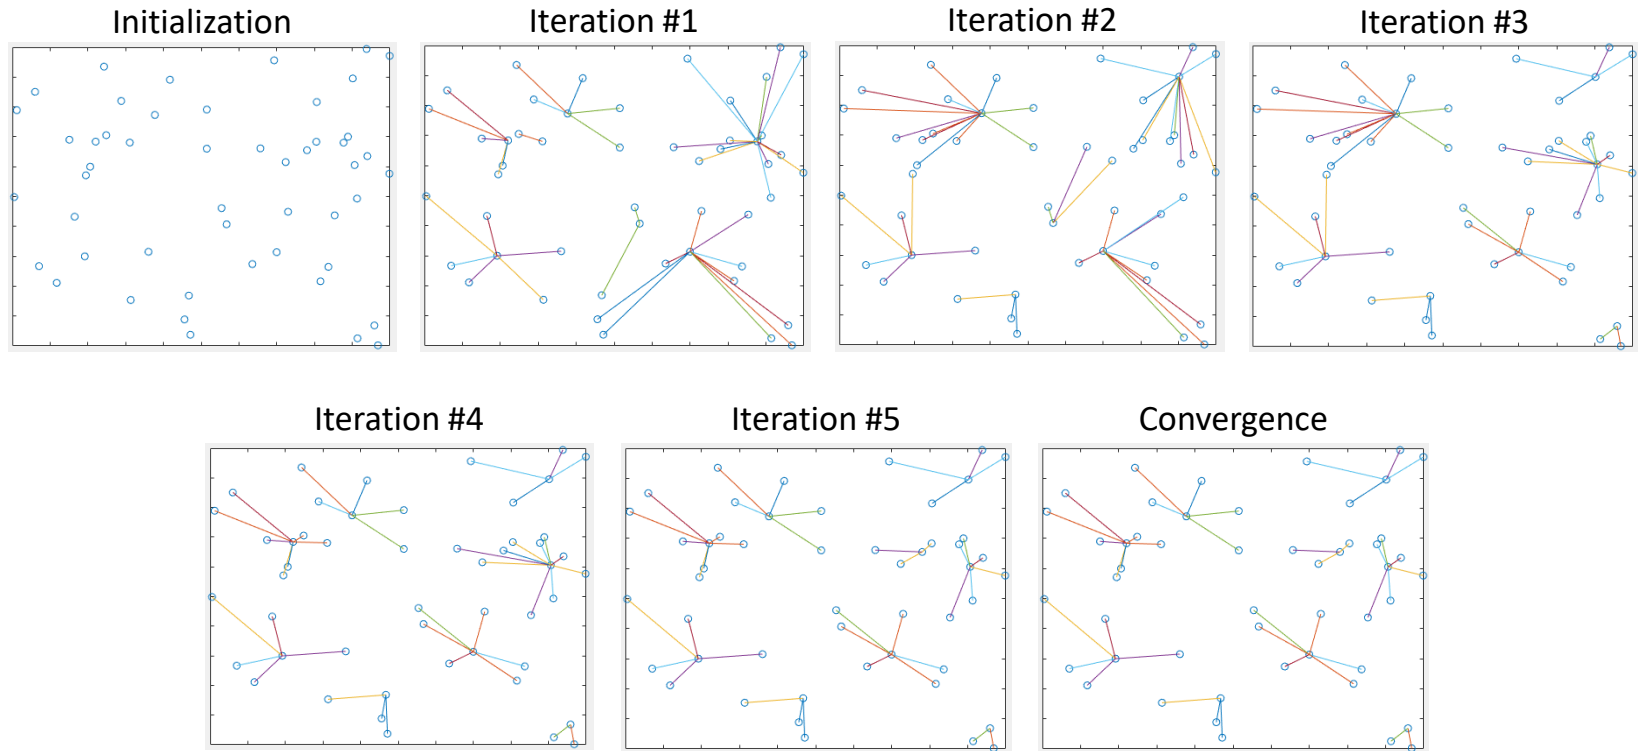 Initialization
Iteration #1
Iteration #2
Iteration #3
Iteration #4
Iteration #5
Convergence